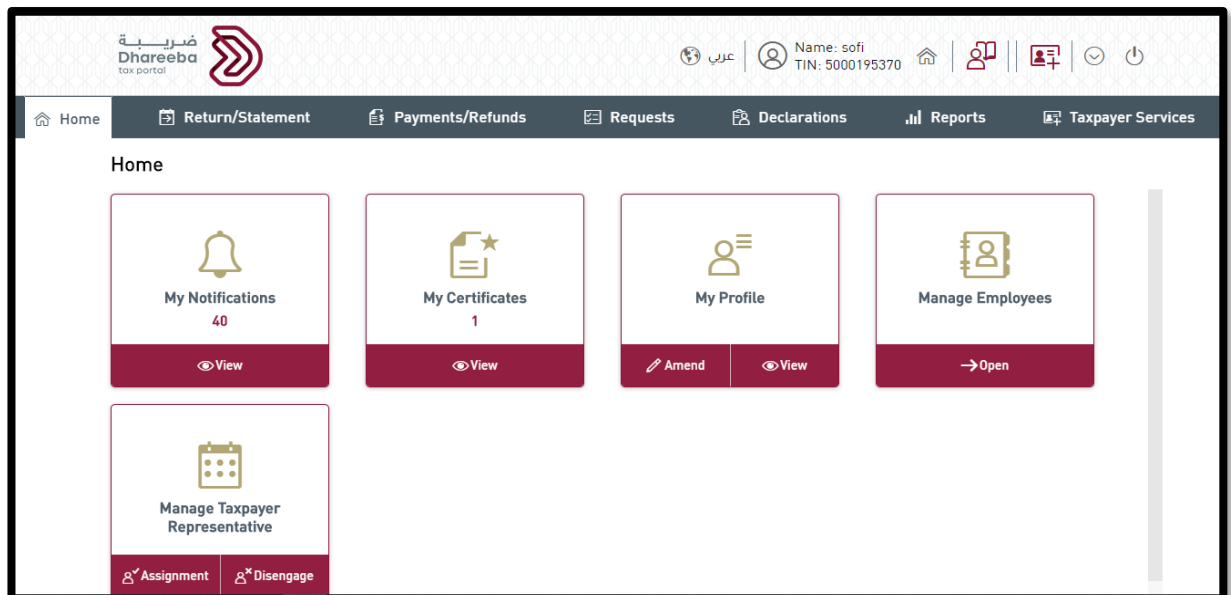 ضريبة
Dhareeba
tax portal
عربي
Name: sofi
TIN: 5000195370
Home
Return/Statement
Payments/Refunds
Requests
Declarations
Reports
Taxpayer Services
Home
My Notifications
40
View
My Certificates
1
View
My Profile
Amend
View
Manage Employees
Open
Manage Taxpayer
Representative
Assignment
Disengage